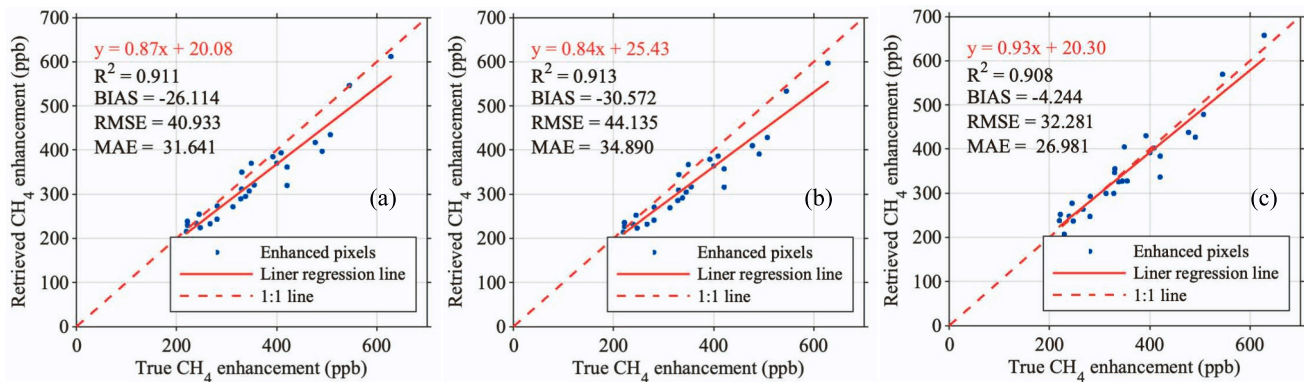 700
600
500
400
300
200
100
0
Retrieved CH4 enhancement (ppb)
y = 0.87x + 20.08
R² = 0.911
BIAS = -26.114
RMSE = 40.933
MAE = 31.641
(a)
Enhanced pixels
Liner regression line
1:1 line
0 200 400 600
True CH4 enhancement (ppb)
700
600
500
400
300
200
100
0
Retrieved CH4 enhancement (ppb)
y = 0.84x + 25.43
R² = 0.913
BIAS = -30.572
RMSE = 44.135
MAE = 34.890
(b)
Enhanced pixels
Liner regression line
1:1 line
0 200 400 600
True CH4 enhancement (ppb)
700
600
500
400
300
200
100
0
Retrieved CH4 enhancement (ppb)
y = 0.93x + 20.30
R² = 0.908
BIAS = -4.244
RMSE = 32.281
MAE = 26.981
(c)
Enhanced pixels
Liner regression line
1:1 line
0 200 400 600
True CH4 enhancement (ppb)